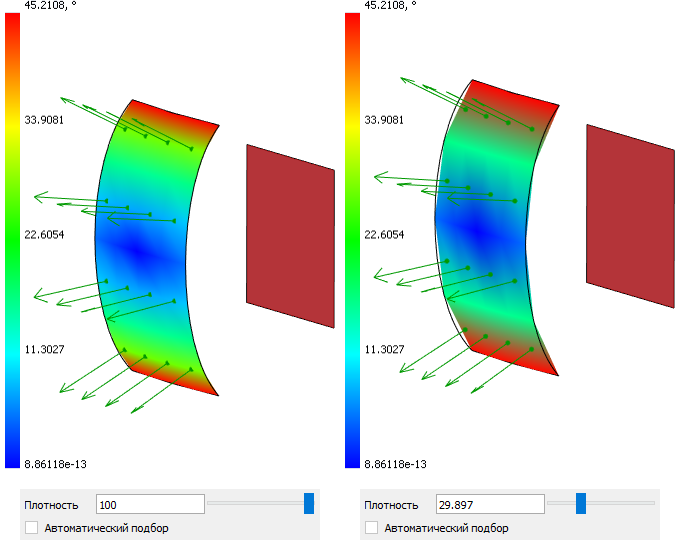 45.2108, °
33.9081
22.6054
11.3027
8.86118e-13
Плотность 100
Автоматический подбор
45.2108, °
33.9081
22.6054
11.3027
8.86118e-13
Плотность 29.897
Автоматический подбор